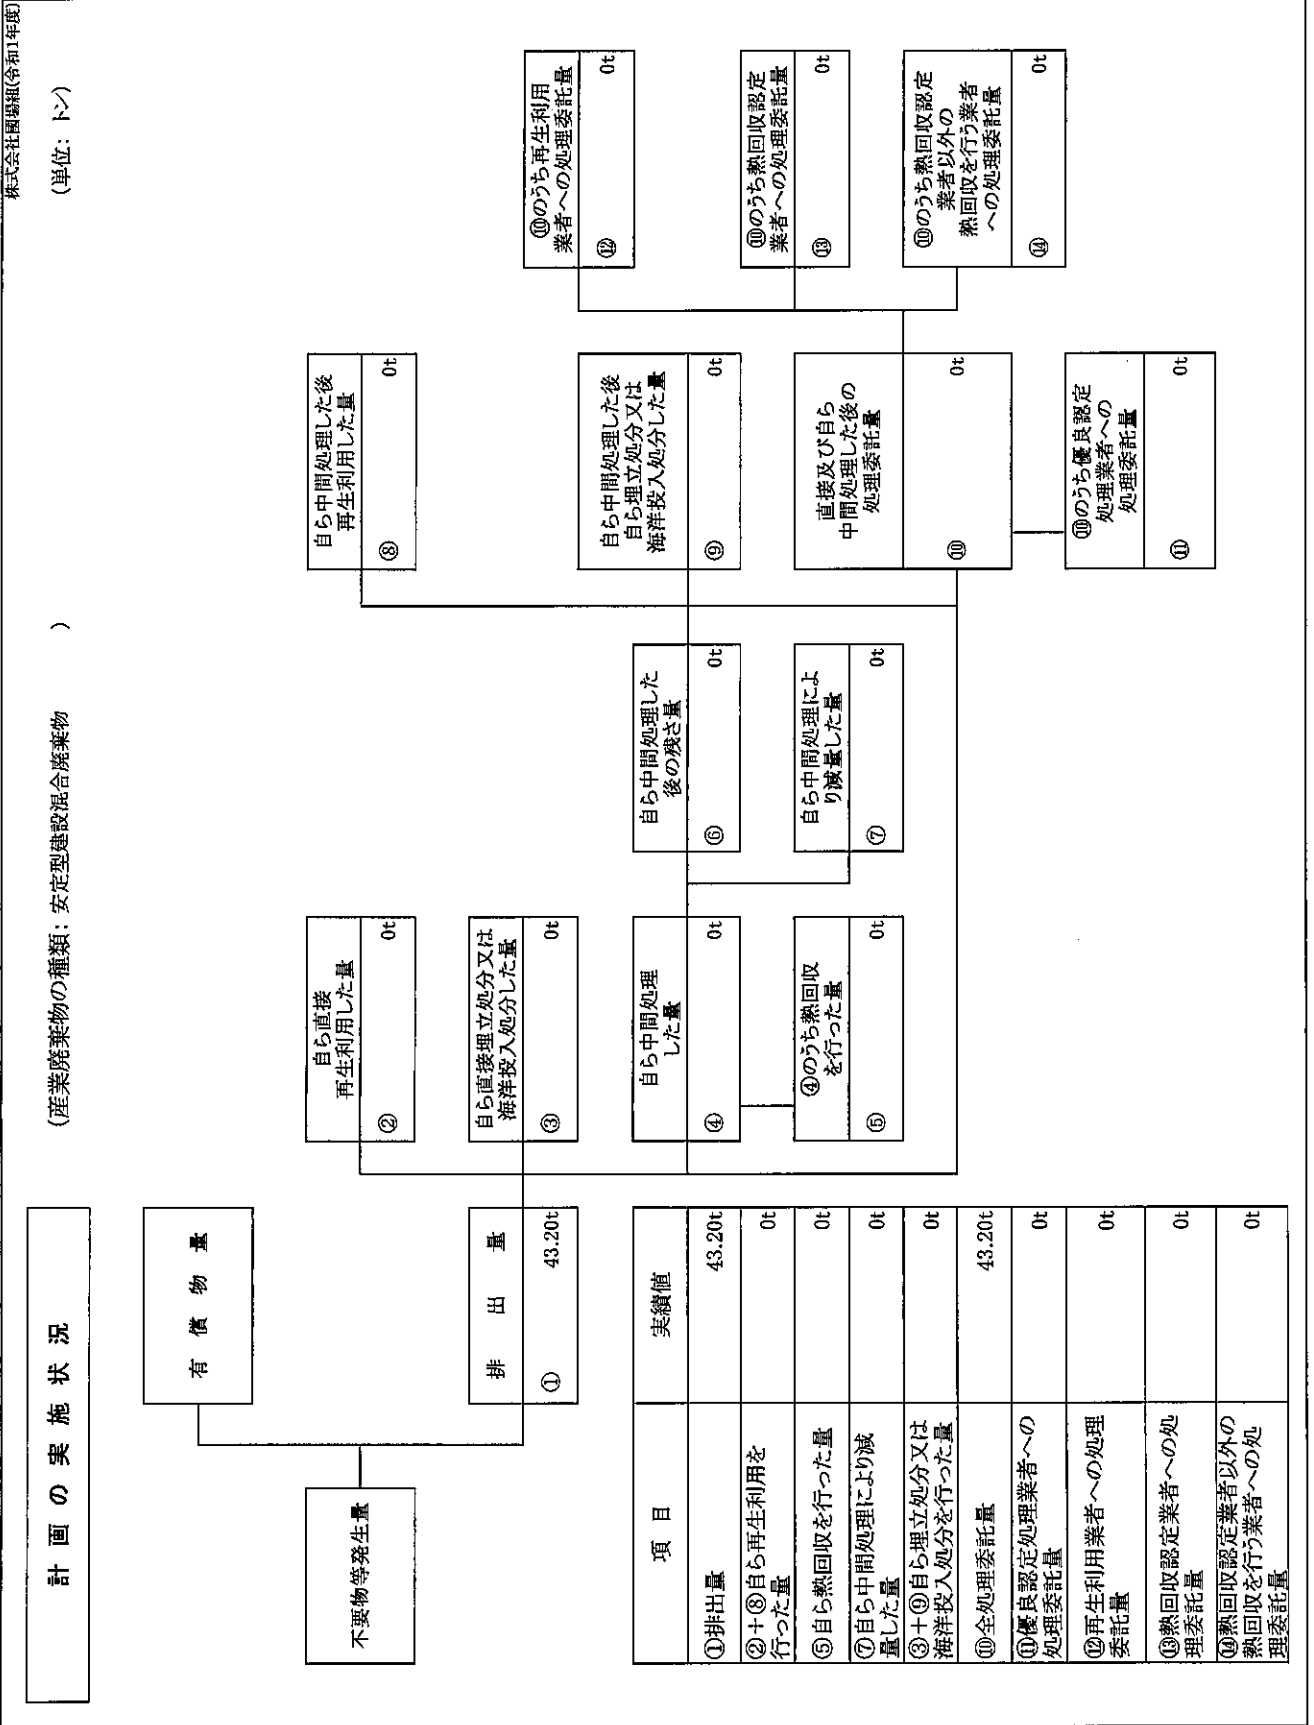 株式会社國場組(令和1年度)
計画の実施状況
(産業廃棄物の種類: 安定型建設混合廃棄物 )
(単位: トン)
不要物等発生量
有償物量
排出量
① 43.20t
自ら直接
再生利用した量
② 0t
自ら直接埋立処分又は
海洋投入処分した量
③ 0t
自ら中間処理
した量
④ 0t
④のうち熱回収
を行った量
⑤ 0t
自ら中間処理した
後の残さ量
⑥ 0t
自ら中間処理によ
り減量した量
⑦ 0t
自ら中間処理した後
再生利用した量
⑧ 0t
自ら中間処理した後
自ら埋立処分又は
海洋投入処分した量
⑨ 0t
直接及び自ら
中間処理した後の
処理委託量
⑩ 0t
⑩のうち優良認定
処理業者への
処理委託量
⑪ 0t
⑩のうち再生利用
業者への処理委託量
⑫ 0t
⑩のうち熱回収認定
業者への処理委託量
⑬ 0t
⑩のうち熱回収認定
業者以外の
熱回収を行う業者
への処理委託量
⑭ 0t
項目 実績値
①排出量 43.20t
②+⑧自ら再生利用を
行った量 0t
⑤自ら熱回収を行った量 0t
⑦自ら中間処理により減
量した量 0t
③+⑨自ら埋立処分又は
海洋投入処分を行った量 0t
⑩全処理委託量 43.20t
⑪優良認定処理業者への
処理委託量 0t
⑫再生利用業者への処理
委託量 0t
⑬熱回収認定業者への処
理委託量 0t
⑭熱回収認定業者以外の
熱回収を行う業者への処
理委託量 0t